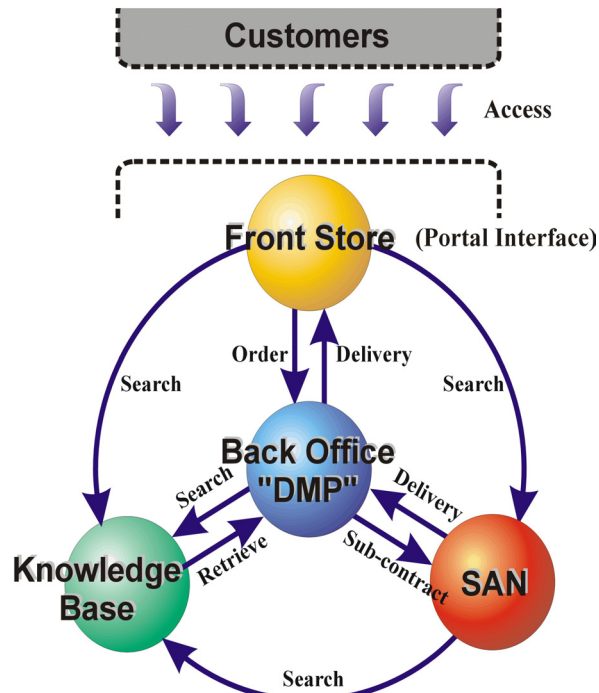 Customers
Access
Front Store (Portal Interface)
Order
Delivery
Search
Search
Back Office
"DMP"
Search
Delivery
Retrieve
Sub-contract
Knowledge
Base
SAN
Search